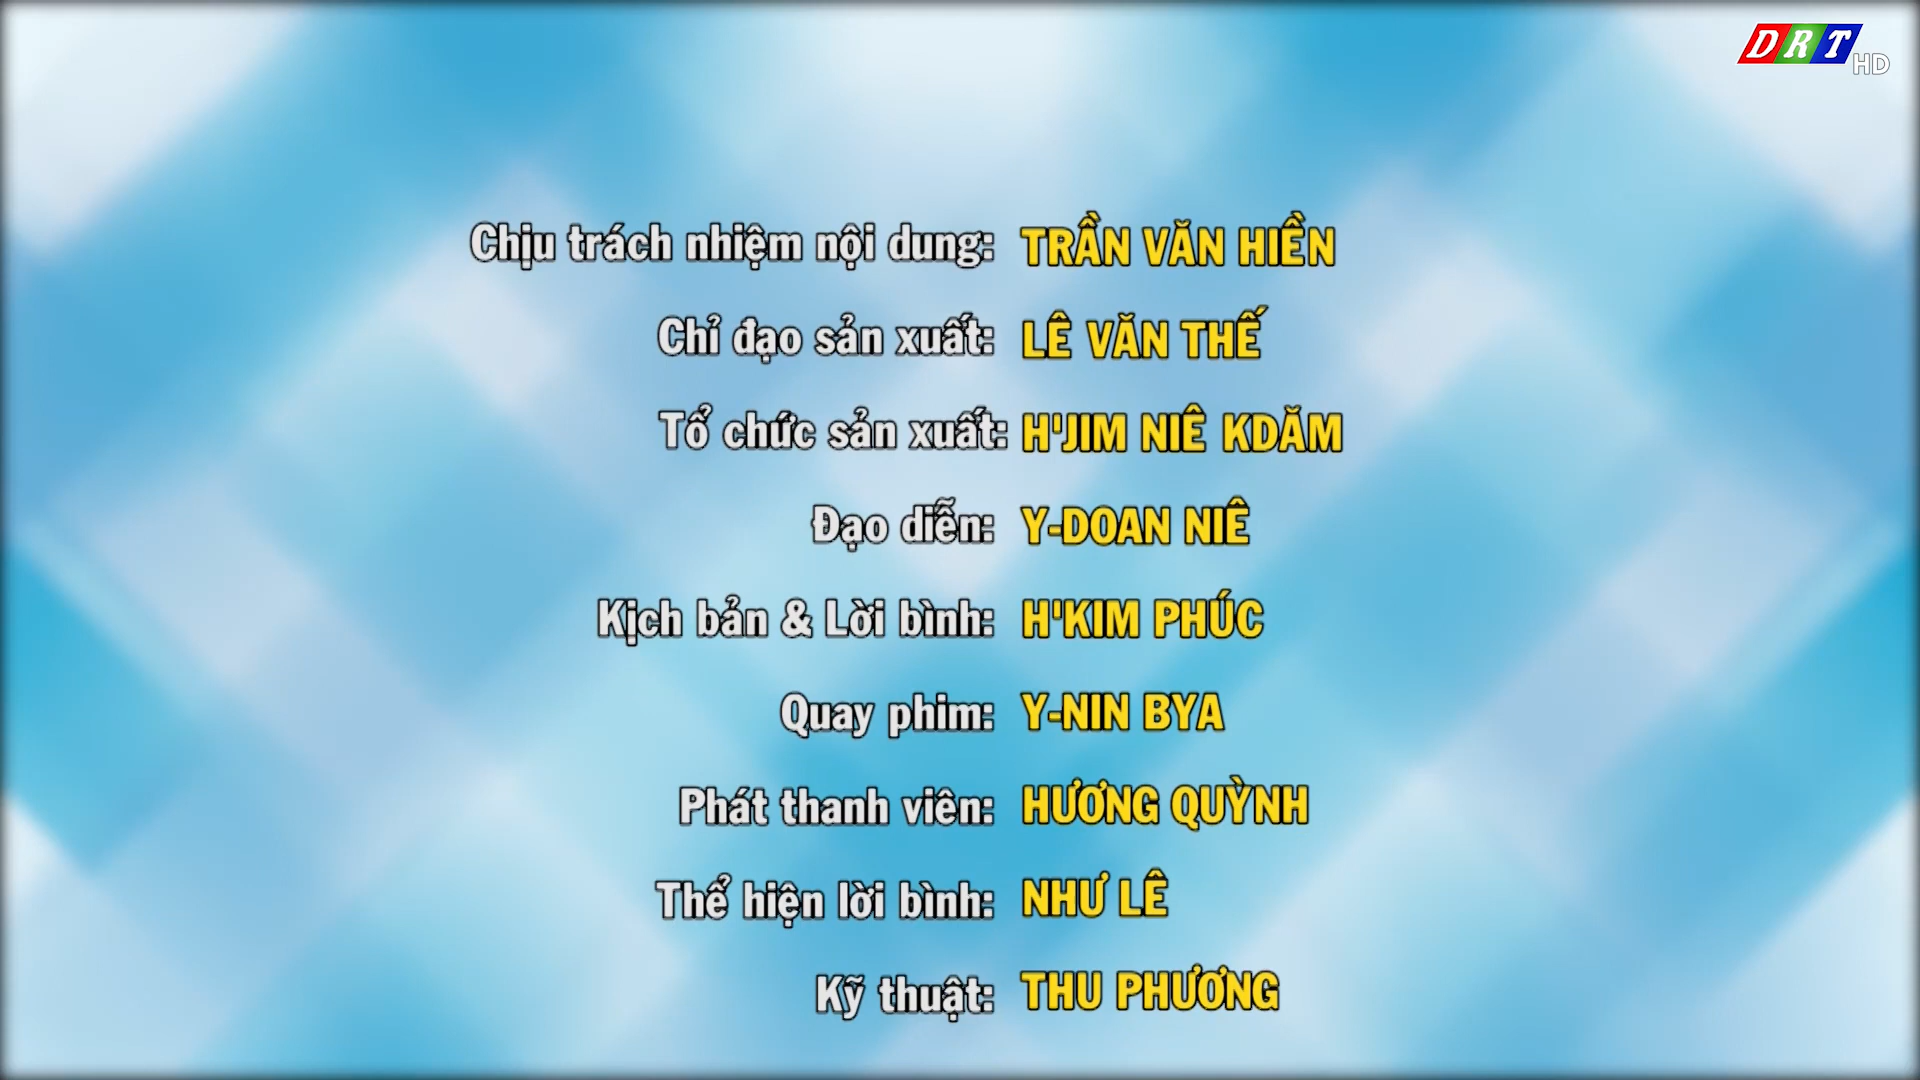 DRT HD
Chịu trách nhiệm nội dung: TRẦN VĂN HIỀN
Chỉ đạo sản xuất: LÊ VĂN THẾ
Tổ chức sản xuất: H'JIM NIÊ KDĂM
Đạo diễn: Y-DOAN NIÊ
Kịch bản & Lời bình: H'KIM PHÚC
Quay phim: Y-NIN BYA
Phát thanh viên: HƯƠNG QUỲNH
Thể hiện lời bình: NHƯ LÊ
Kỹ thuật: THU PHƯƠNG